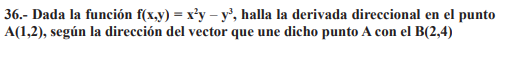 36.- Dada la función f(x,y) = x²y – y³, halla la derivada direccional en el punto
A(1,2), según la dirección del vector que une dicho punto A con el B(2,4)